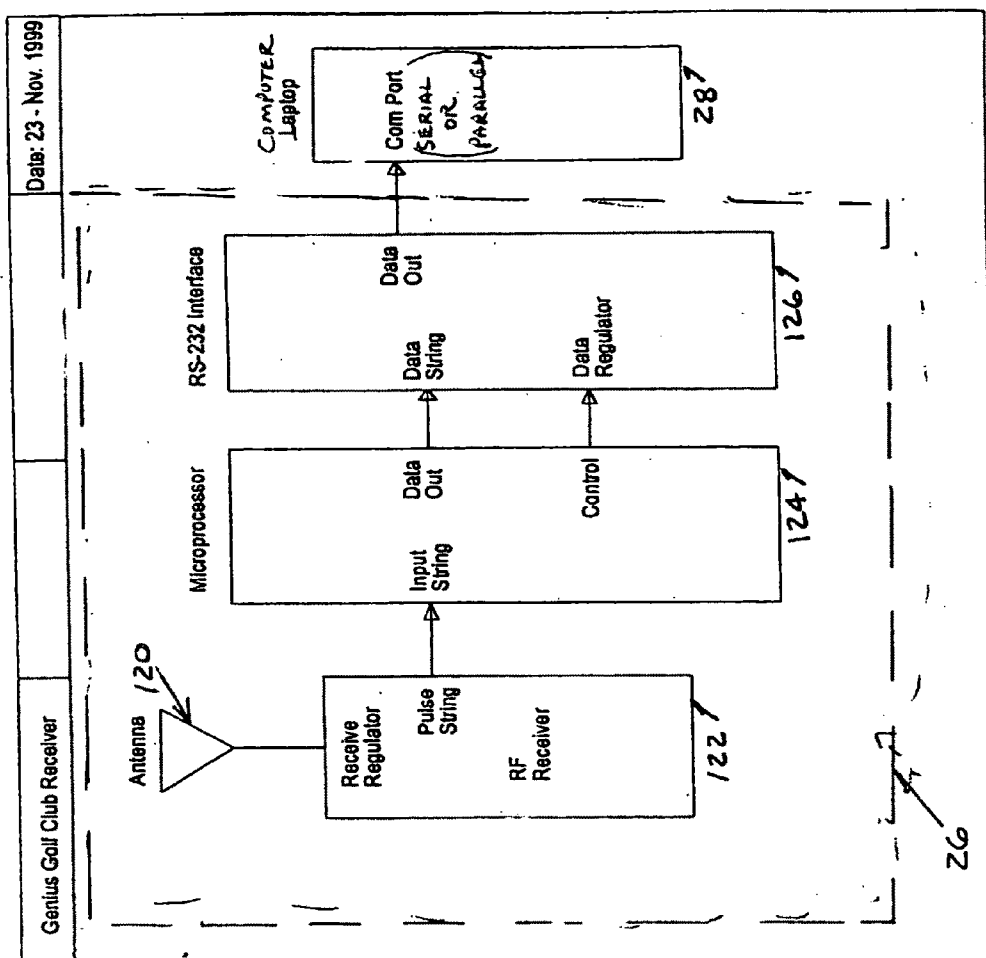 Genius Golf Club Receiver
Date: 23 - Nov. 1999
Antenna
120
Receive
Regulator
Pulse
String
RF
Receiver
122
Microprocessor
Input
String
Data
Out
Control
124
RS-232 Interface
Data
String
Data
Regulator
Data
Out
126
COMPUTER
Laptop
Com Port
(SERIAL
OR
PARALLEL)
28
26